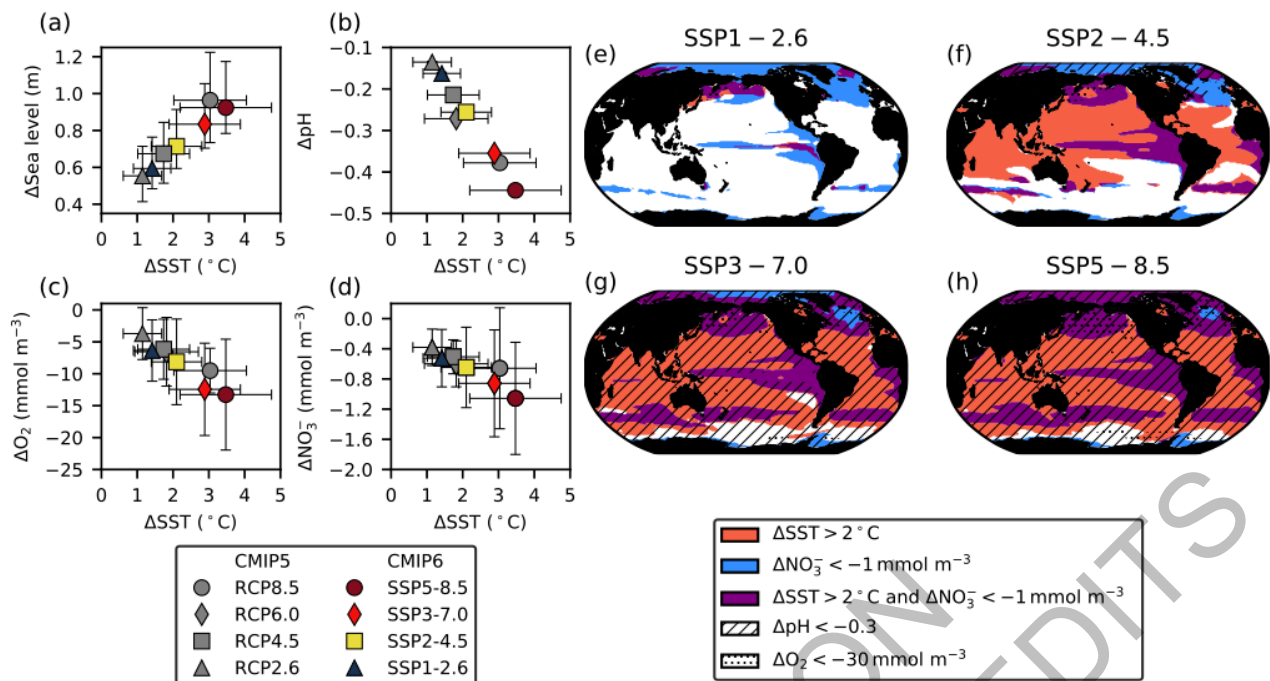 (a)
1.2
1.0
0.8
0.6
0.4
ΔSea level (m)
0 1 2 3 4 5
ΔSST (°C)
(b)
−0.1
−0.2
−0.3
−0.4
−0.5
ΔpH
0 1 2 3 4 5
ΔSST (°C)
(c)
0
−5
−10
−15
−20
−25
ΔO₂ (mmol m⁻³)
0 1 2 3 4 5
ΔSST (°C)
(d)
0.0
−0.4
−0.8
−1.2
−1.6
−2.0
ΔNO₃⁻ (mmol m⁻³)
0 1 2 3 4 5
ΔSST (°C)
CMIP5 CMIP6
RCP8.5 SSP5-8.5
RCP6.0 SSP3-7.0
RCP4.5 SSP2-4.5
RCP2.6 SSP1-2.6
(e) SSP1 − 2.6
(f) SSP2 − 4.5
(g) SSP3 − 7.0
(h) SSP5 − 8.5
ΔSST > 2°C
ΔNO₃⁻ < −1 mmol m⁻³
ΔSST > 2°C and ΔNO₃⁻ < −1 mmol m⁻³
ΔpH < −0.3
ΔO₂ < −30 mmol m⁻³
ON
EDITS